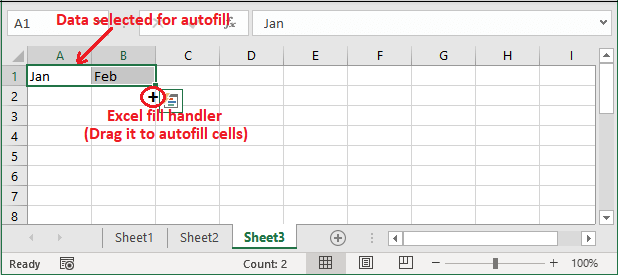 A1 Data selected for autofill fx Jan
A B C D E F G H I
1 Jan Feb
2
3 Excel fill handler
4 (Drag it to autofill cells)
5
6
7
8
Sheet1 Sheet2 Sheet3
Ready Count: 2 100%